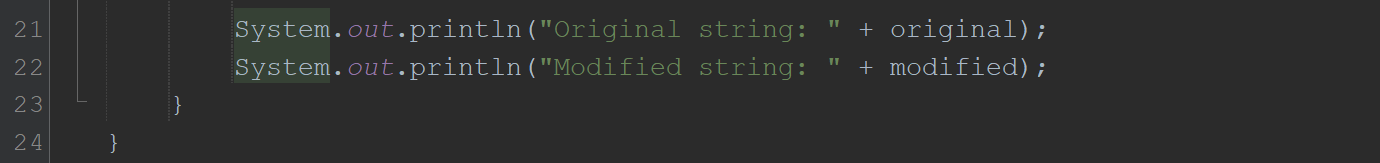 21 System.out.println("Original string: " + original);
22 System.out.println("Modified string: " + modified);
23 }
24 }